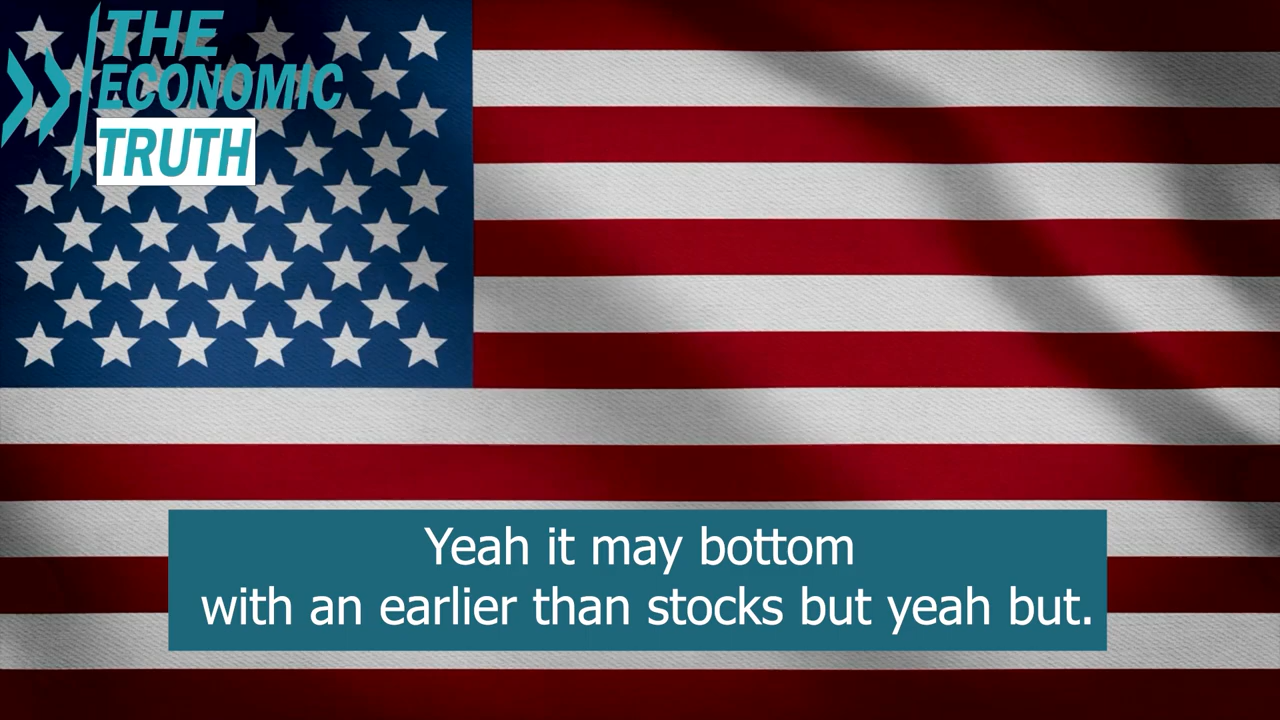 THE
ECONOMIC
TRUTH
Yeah it may bottom
with an earlier than stocks but yeah but.